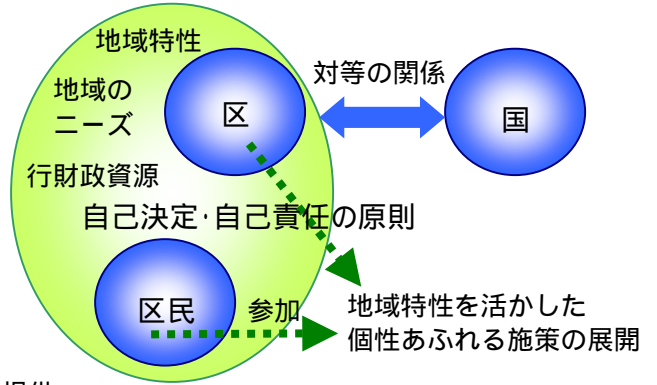 地域特性
地域の
ニーズ
区
対等の関係
国
行財政資源
自己決定・自己責任の原則
区民
参加
地域特性を活かした
個性あふれる施策の展開